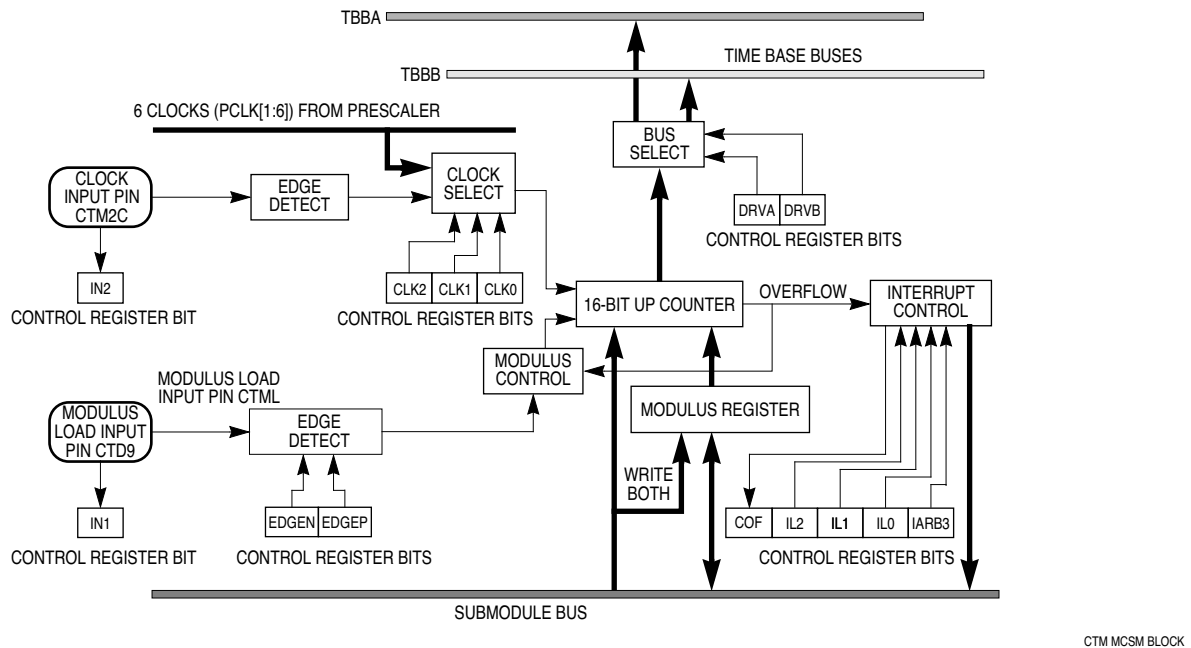 TBBA
TIME BASE BUSES
TBBB
6 CLOCKS (PCLK[1:6]) FROM PRESCALER
BUS
SELECT
CLOCK
INPUT PIN
CTM2C
EDGE
DETECT
CLOCK
SELECT
DRVA DRVB
CONTROL REGISTER BITS
IN2
CONTROL REGISTER BIT
CLK2 CLK1 CLK0
CONTROL REGISTER BITS
16-BIT UP COUNTER
OVERFLOW
INTERRUPT
CONTROL
MODULUS
CONTROL
MODULUS LOAD
INPUT PIN CTML
MODULUS
LOAD INPUT
PIN CTD9
EDGE
DETECT
MODULUS REGISTER
WRITE
BOTH
IN1
CONTROL REGISTER BIT
EDGEN EDGEP
CONTROL REGISTER BITS
COF IL2 IL1 IL0 IARB3
CONTROL REGISTER BITS
SUBMODULE BUS
CTM MCSM BLOCK